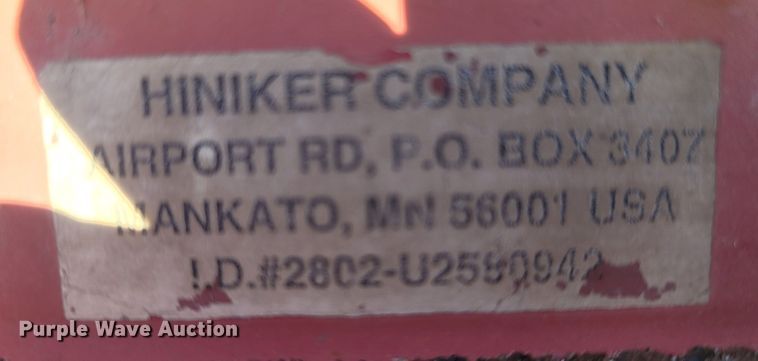 HINIKER COMPANY
AIRPORT RD, P.O. BOX 3407
MANKATO, MN 56001 USA
I.D.#2802-U2590942
Purple Wave Auction